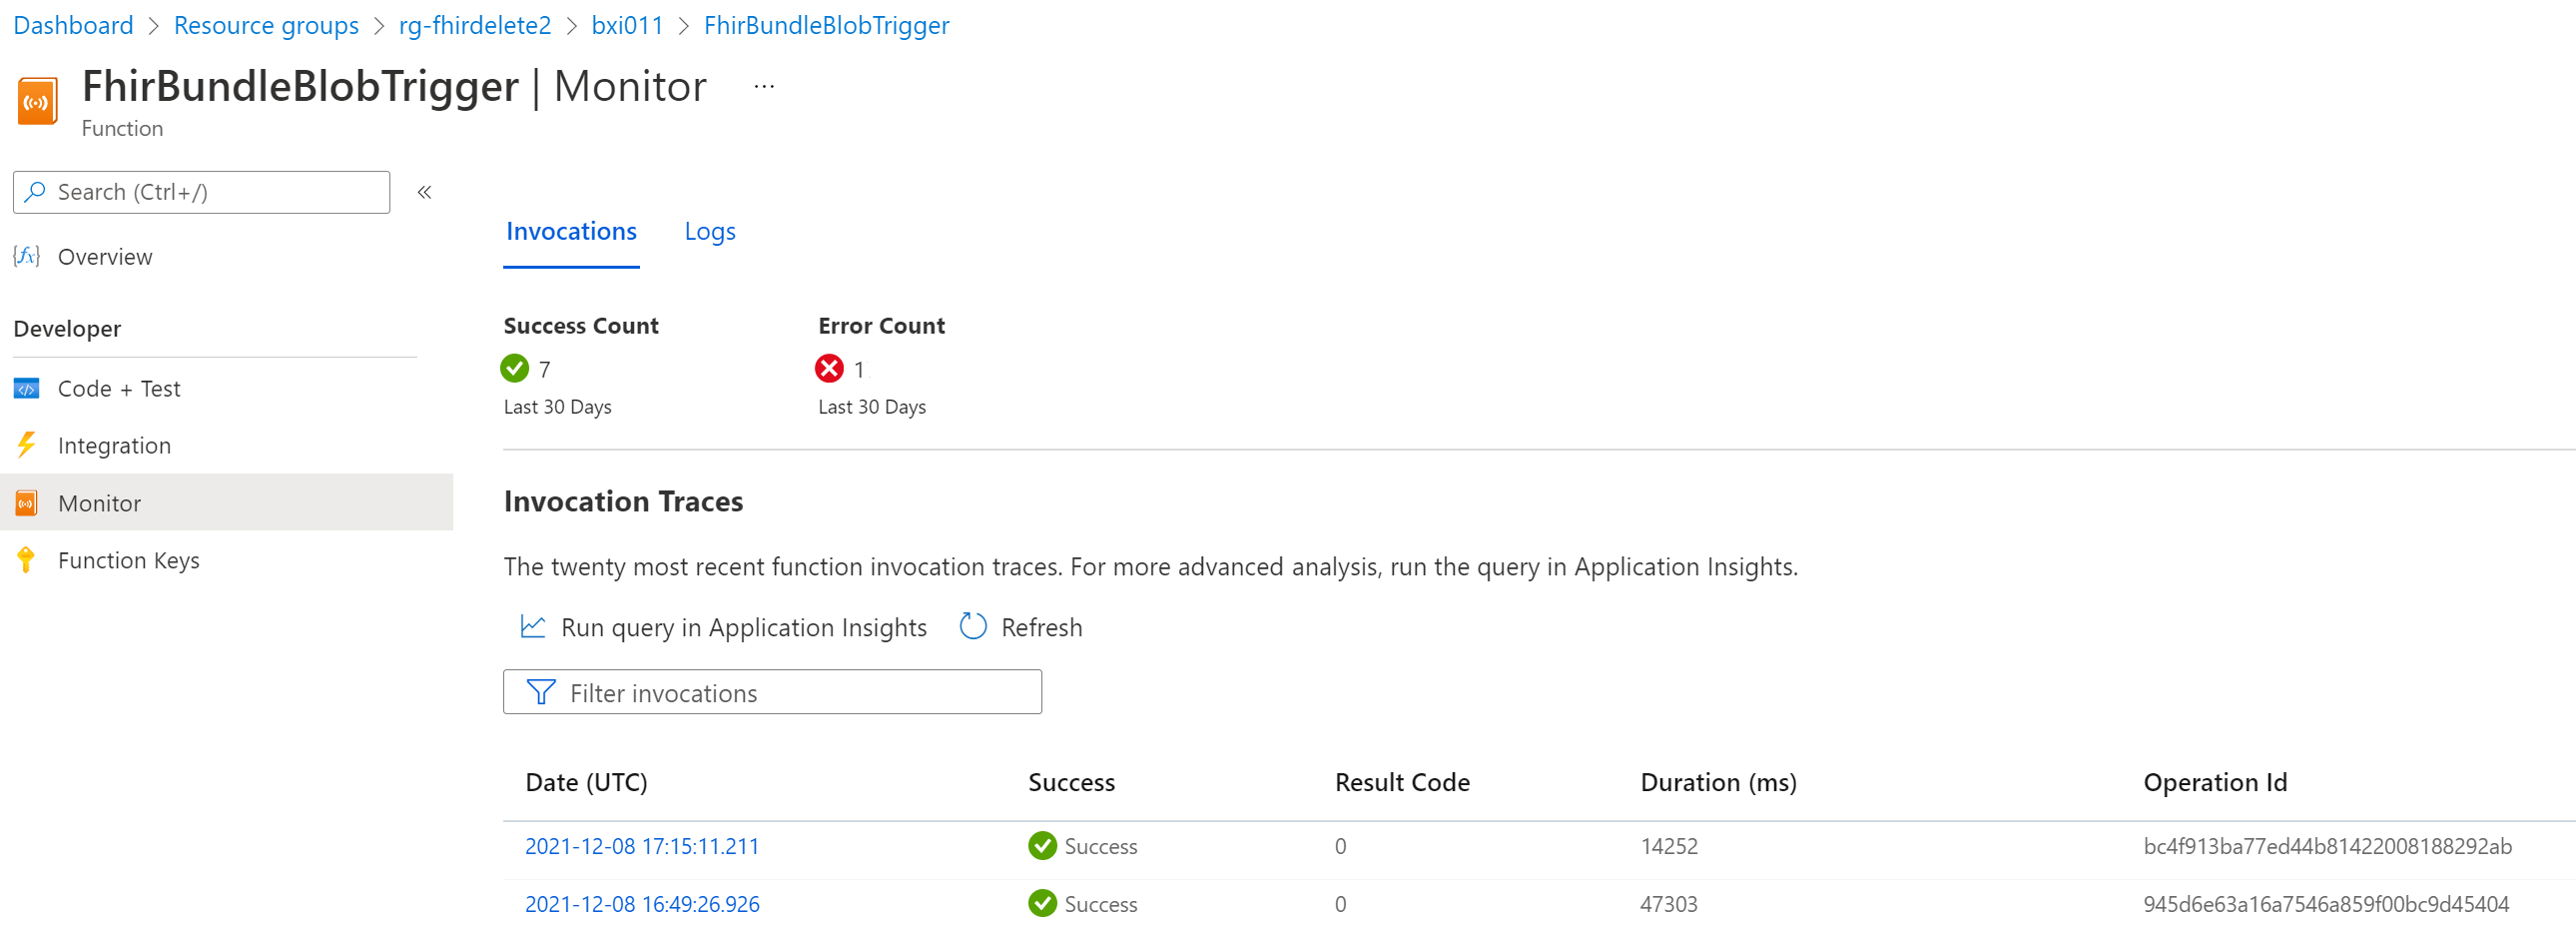 Dashboard > Resource groups > rg-fhirdelete2 > bxi011 > FhirBundleBlobTrigger
FhirBundleBlobTrigger | Monitor ...
Function
Search (Ctrl+/) «
Overview
Developer
Code + Test
Integration
Monitor
Function Keys
Invocations Logs
Success Count Error Count
7 1
Last 30 Days Last 30 Days
Invocation Traces
The twenty most recent function invocation traces. For more advanced analysis, run the query in Application Insights.
Run query in Application Insights Refresh
Filter invocations
Date (UTC) Success Result Code Duration (ms) Operation Id
2021-12-08 17:15:11.211 Success 0 14252 bc4f913ba77ed44b81422008188292ab
2021-12-08 16:49:26.926 Success 0 47303 945d6e63a16a7546a859f00bc9d45404